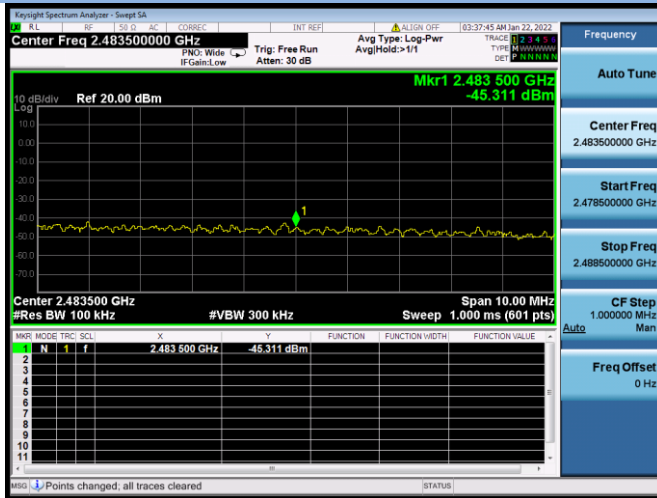 Keysight Spectrum Analyzer - Swept SA
RL RF 50 Ω AC CORREC INT REF ALIGN OFF 03:37:45 AM Jan 22, 2022
Center Freq 2.483500000 GHz
PNO: Wide
IFGain:Low
Trig: Free Run
Atten: 30 dB
Avg Type: Log-Pwr
Avg|Hold:>1/1
TRACE 1 2 3 4 5 6
TYPE M W W W W W
DET P N N N N N
Mkr1 2.483 500 GHz
-45.311 dBm
10 dB/div Ref 20.00 dBm
Log
10.0
0.00
-10.0
-20.0
-30.0
-40.0
-50.0
-60.0
-70.0
1
Center 2.483500 GHz Span 10.00 MHz
#Res BW 100 kHz #VBW 300 kHz Sweep 1.000 ms (601 pts)
MKR MODE TRC SCL X Y FUNCTION FUNCTION WIDTH FUNCTION VALUE
1 N 1 f 2.483 500 GHz -45.311 dBm
2
3
4
5
6
7
8
9
10
11
MSG Points changed; all traces cleared STATUS
Frequency
Auto Tune
Center Freq
2.483500000 GHz
Start Freq
2.478500000 GHz
Stop Freq
2.488500000 GHz
CF Step
1.000000 MHz
Auto Man
Freq Offset
0 Hz